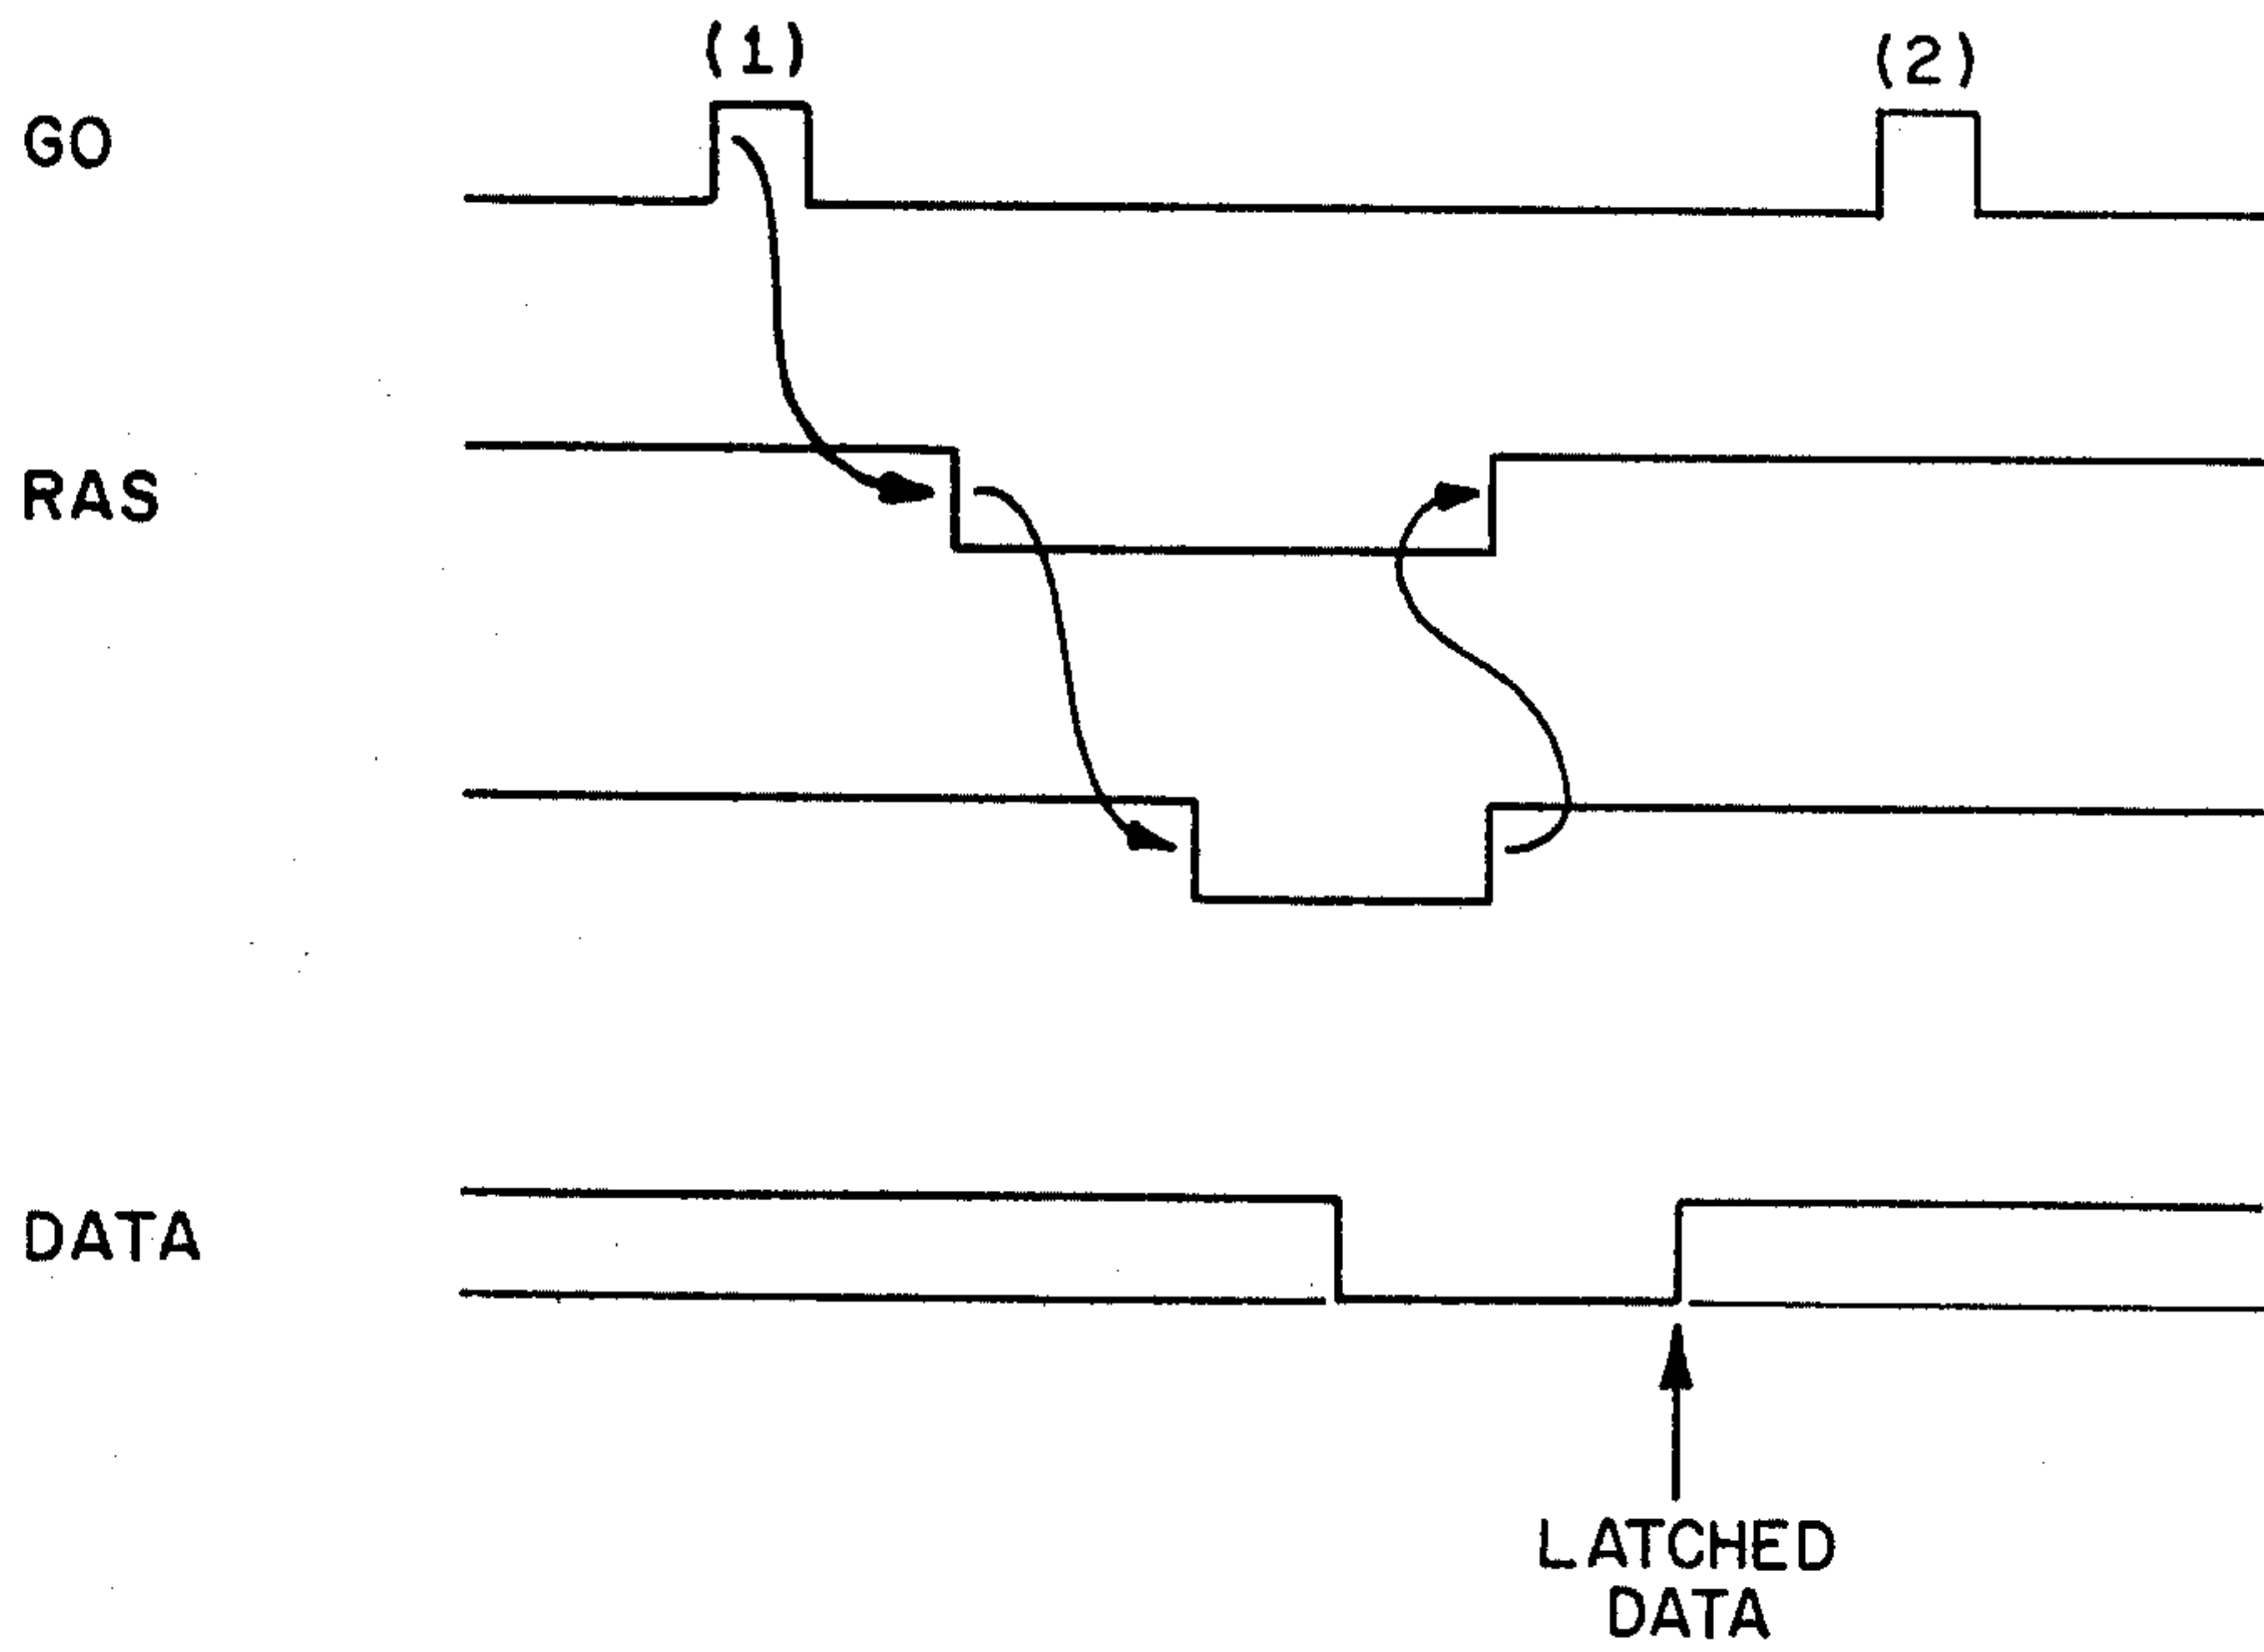 (1)
(2)
GO
RAS
DATA
LATCHED
DATA